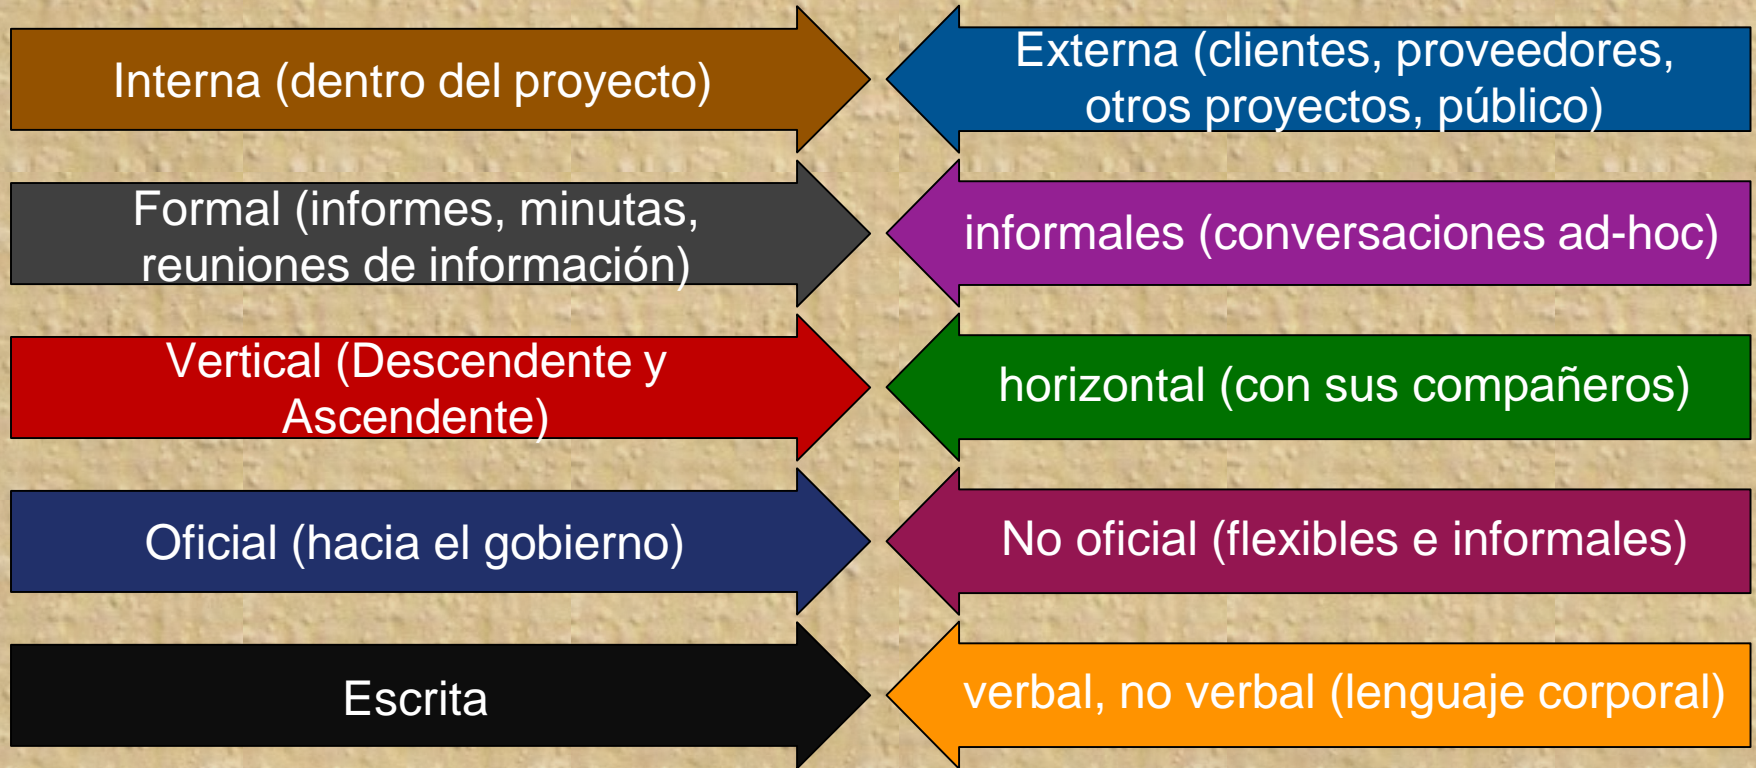 Interna (dentro del proyecto)
Externa (clientes, proveedores,
otros proyectos, público)
Formal (informes, minutas,
reuniones de información)
informales (conversaciones ad-hoc)
Vertical (Descendente y
Ascendente)
horizontal (con sus compañeros)
Oficial (hacia el gobierno)
No oficial (flexibles e informales)
Escrita
verbal, no verbal (lenguaje corporal)